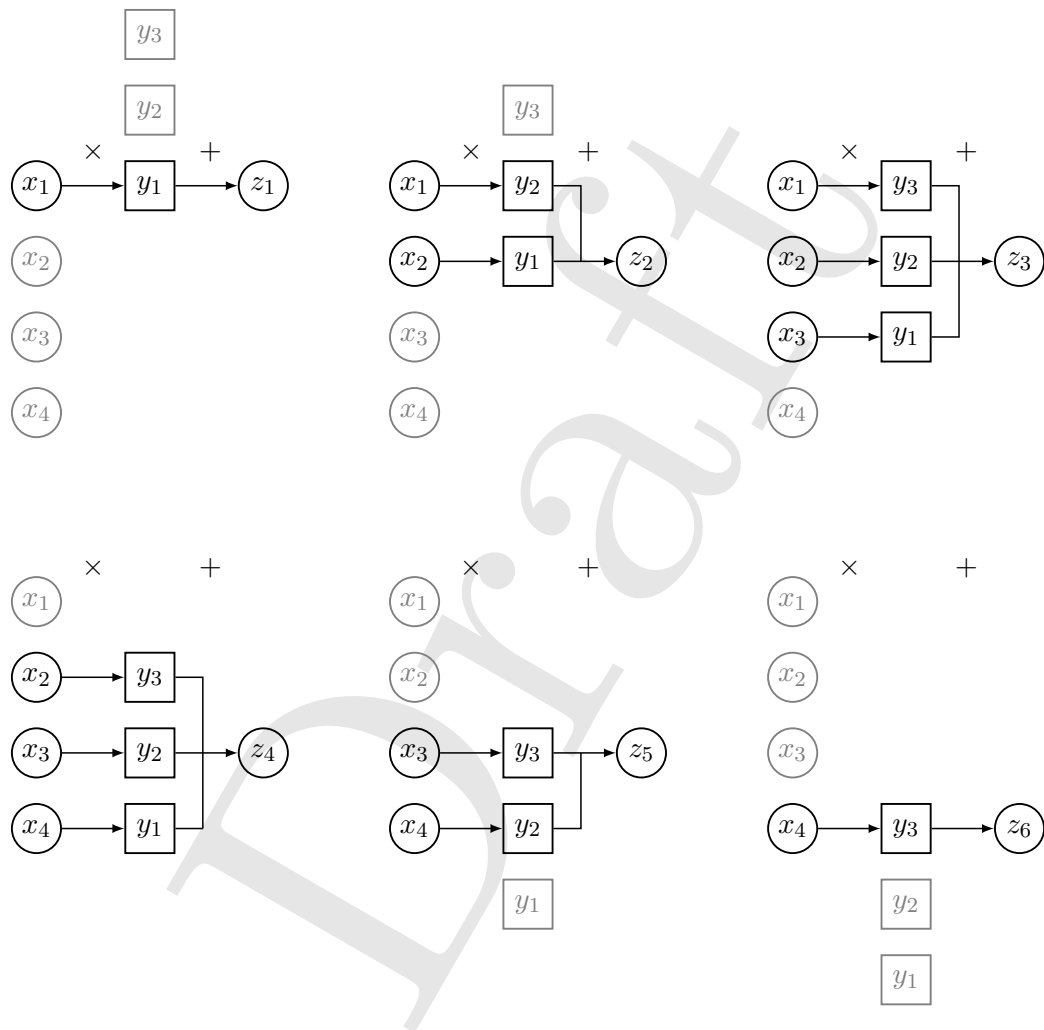 y₃
y₂ y₃
× + × + × +
x₁ y₁ z₁ x₁ y₂ x₁ y₃
x₂ x₂ y₁ z₂ x₂ y₂ z₃
x₃ x₃ x₃ y₁
x₄ x₄ x₄
× + × + × +
x₁ x₁ x₁
x₂ y₃ x₂ x₂
x₃ y₂ z₄ x₃ y₃ z₅ x₃
x₄ y₁ x₄ y₂ x₄ y₃ z₆
y₁ y₂
y₁
Draft